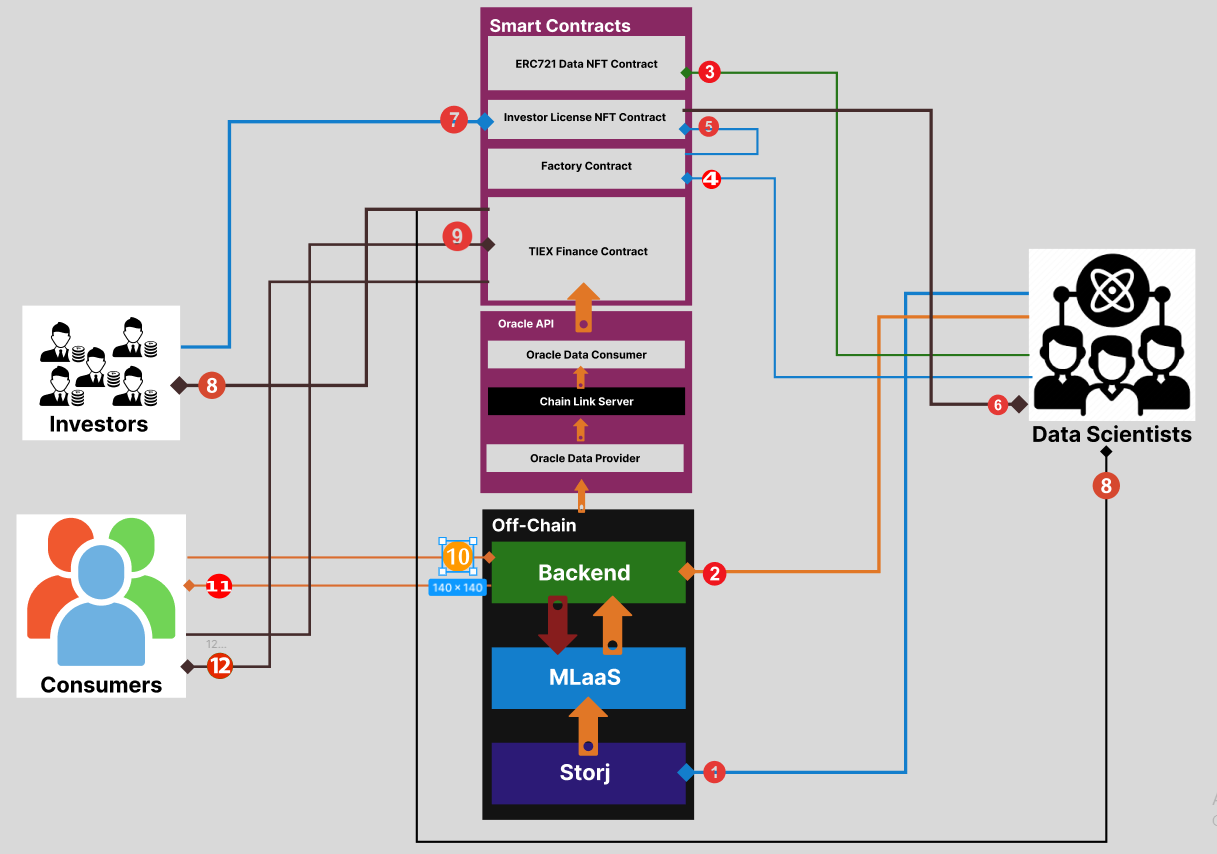 Smart Contracts
ERC721 Data NFT Contract
3
7
Investor License NFT Contract
5
Factory Contract
4
9
TIEX Finance Contract
Oracle API
Oracle Data Consumer
Chain Link Server
Oracle Data Provider
8
Investors
6
Data Scientists
8
Off-Chain
10
140 × 140
Backend
2
11
12...
12
Consumers
MLaaS
Storj
1